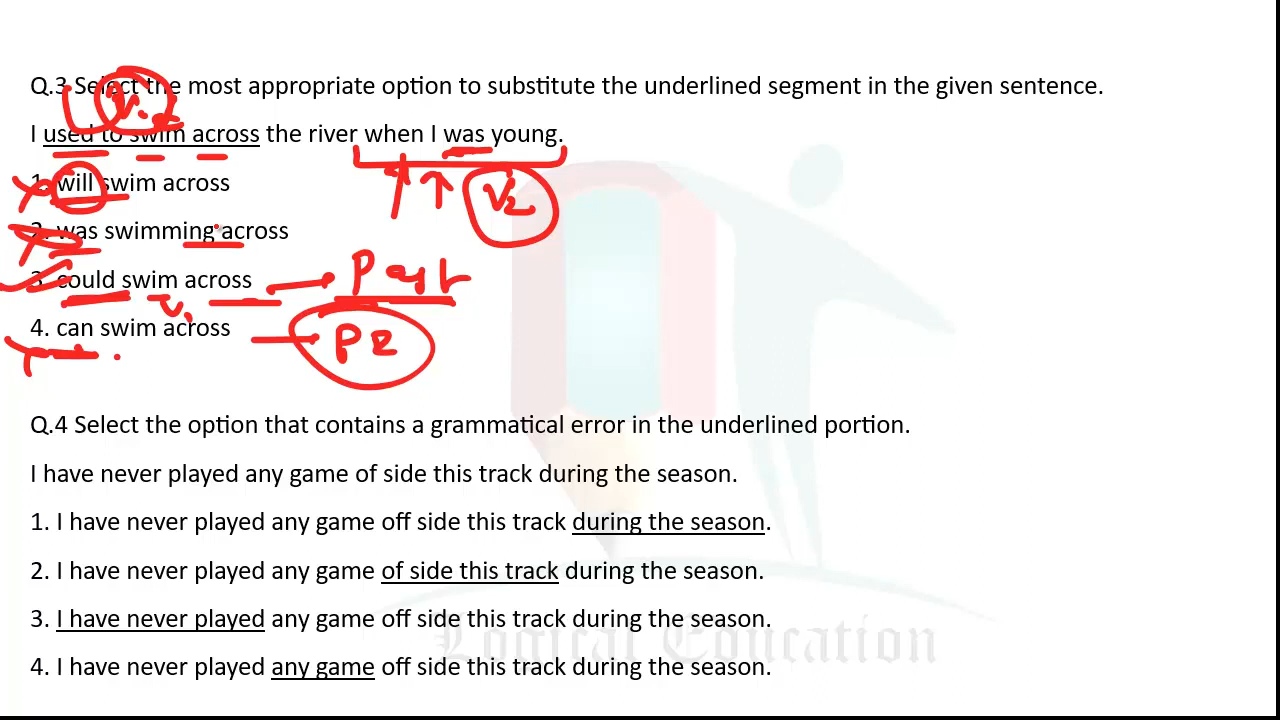 Q.3 Select the most appropriate option to substitute the underlined segment in the given sentence.
I used to swim across the river when I was young.
1. will swim across
2. was swimming across
3. could swim across
4. can swim across
V2
Past
V1
Q.4 Select the option that contains a grammatical error in the underlined portion.
I have never played any game of side this track during the season.
1. I have never played any game off side this track during the season.
2. I have never played any game of side this track during the season.
3. I have never played any game off side this track during the season.
4. I have never played any game off side this track during the season.
Logical Education